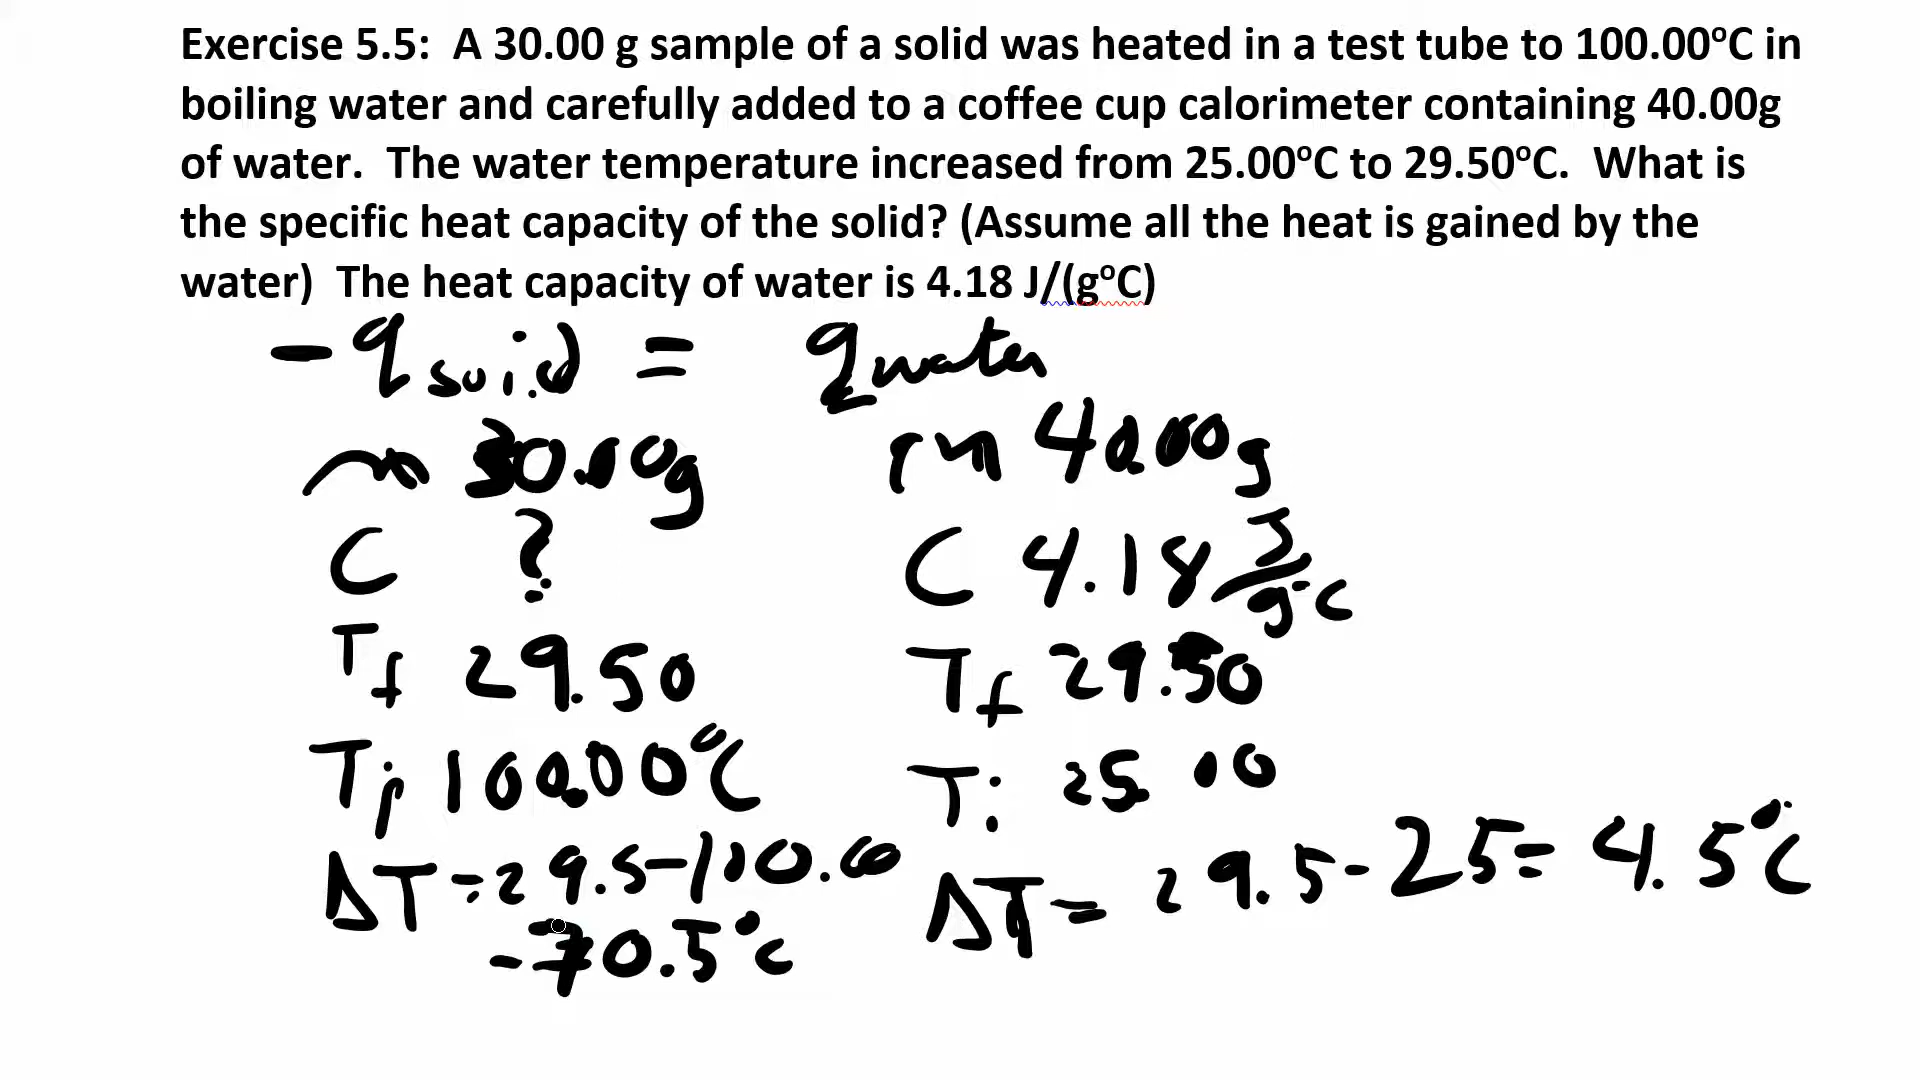 Exercise 5.5: A 30.00 g sample of a solid was heated in a test tube to 100.00°C in
boiling water and carefully added to a coffee cup calorimeter containing 40.00g
of water. The water temperature increased from 25.00°C to 29.50°C. What is
the specific heat capacity of the solid? (Assume all the heat is gained by the
water) The heat capacity of water is 4.18 J/(g°C)
-q solid = q water
m 30.00g m 40.00g
C ? C 4.18 J/g°C
Tf 29.50 Tf 29.50
Ti 100.00°C Ti 25.00
ΔT = 29.5-100.00 ΔT = 29.5-25= 4.5°C
-70.5°C